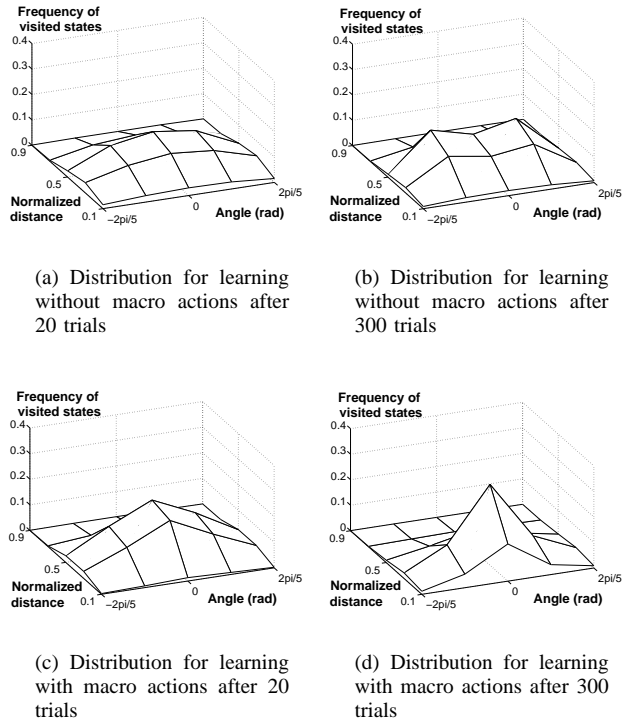 Frequency of
visited states
0.4
0.3
0.2
0.1
0
0.9
0.5
0.1
Normalized
distance
−2pi/5
0
2pi/5
Angle (rad)
(a) Distribution for learning
without macro actions after
20 trials
Frequency of
visited states
0.4
0.3
0.2
0.1
0
0.9
0.5
0.1
Normalized
distance
−2pi/5
0
2pi/5
Angle (rad)
(b) Distribution for learning
without macro actions after
300 trials
Frequency of
visited states
0.4
0.3
0.2
0.1
0
0.9
0.5
0.1
Normalized
distance
−2pi/5
0
2pi/5
Angle (rad)
(c) Distribution for learning
with macro actions after 20
trials
Frequency of
visited states
0.4
0.3
0.2
0.1
0
0.9
0.5
0.1
Normalized
distance
−2pi/5
0
2pi/5
Angle (rad)
(d) Distribution for learning
with macro actions after 300
trials